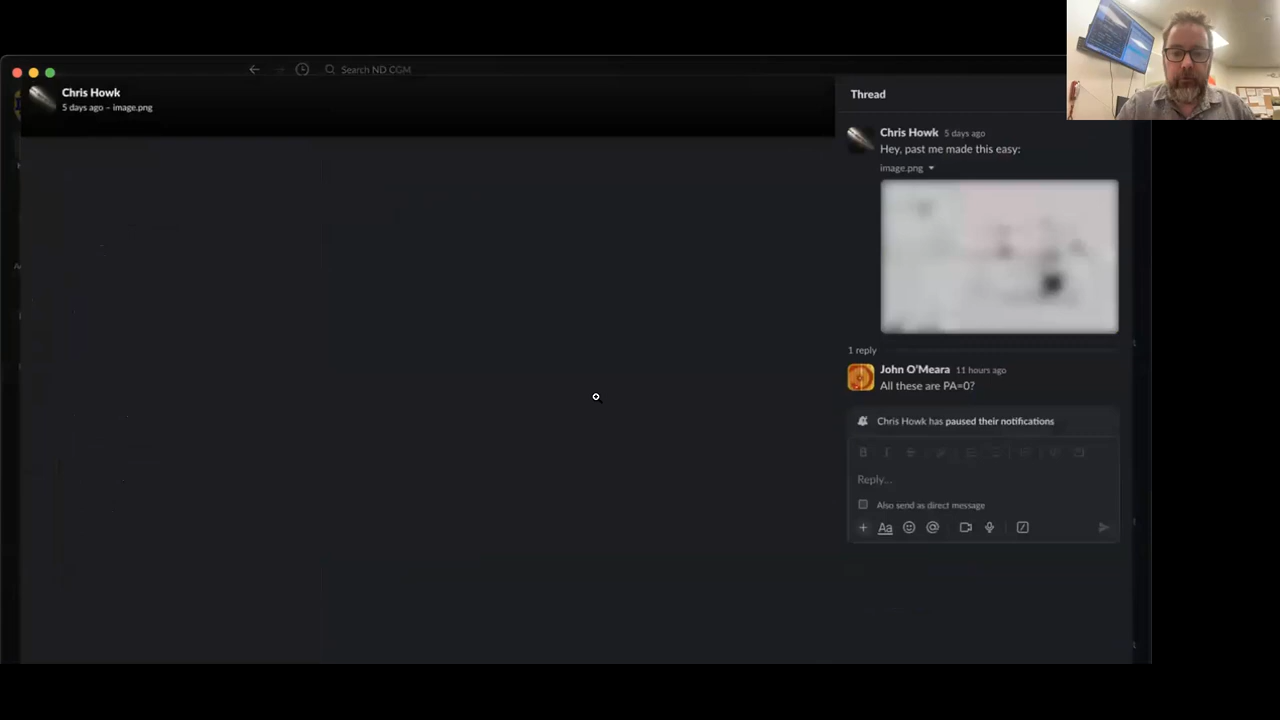 Search ND CGM
Chris Howk
5 days ago – image.png
Thread
Chris Howk 5 days ago
Hey, past me made this easy:
image.png
1 reply
John O'Meara 11 hours ago
All these are PA=0?
Chris Howk has paused their notifications
Reply...
Also send as direct message
Aa